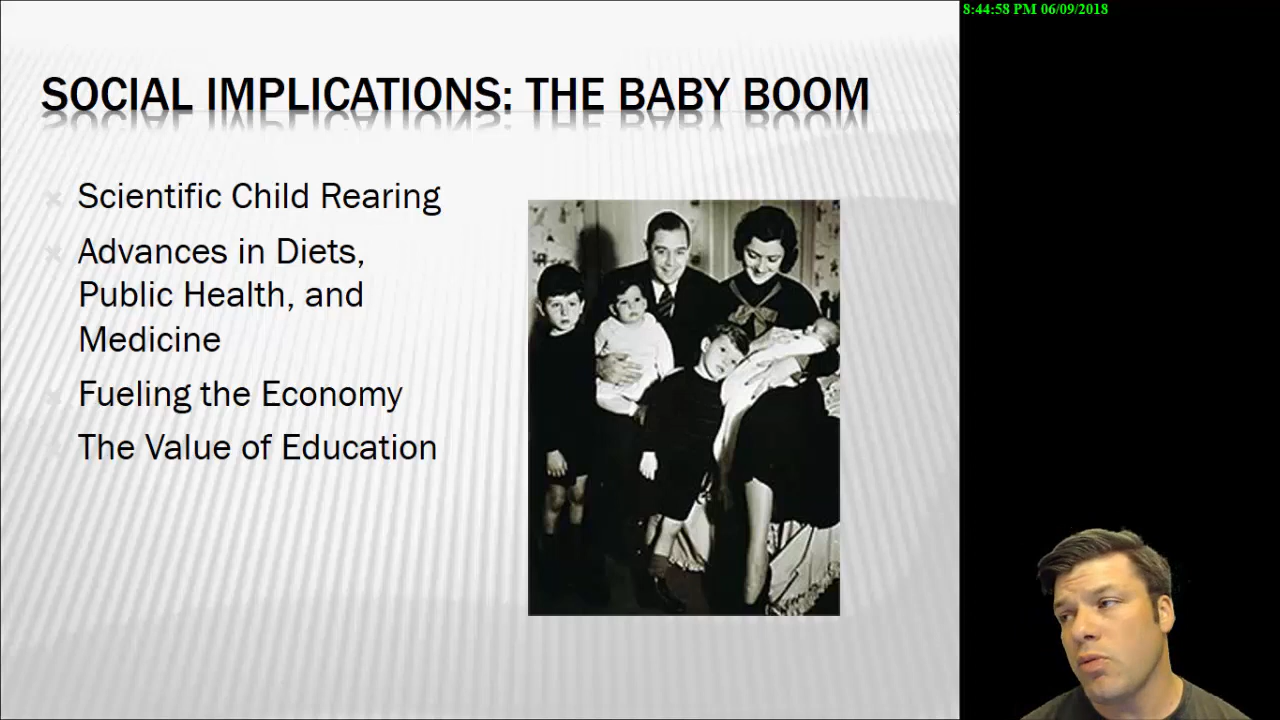 8:44:58 PM 06/09/2018
SOCIAL IMPLICATIONS: THE BABY BOOM
Scientific Child Rearing
Advances in Diets,
Public Health, and
Medicine
Fueling the Economy
The Value of Education